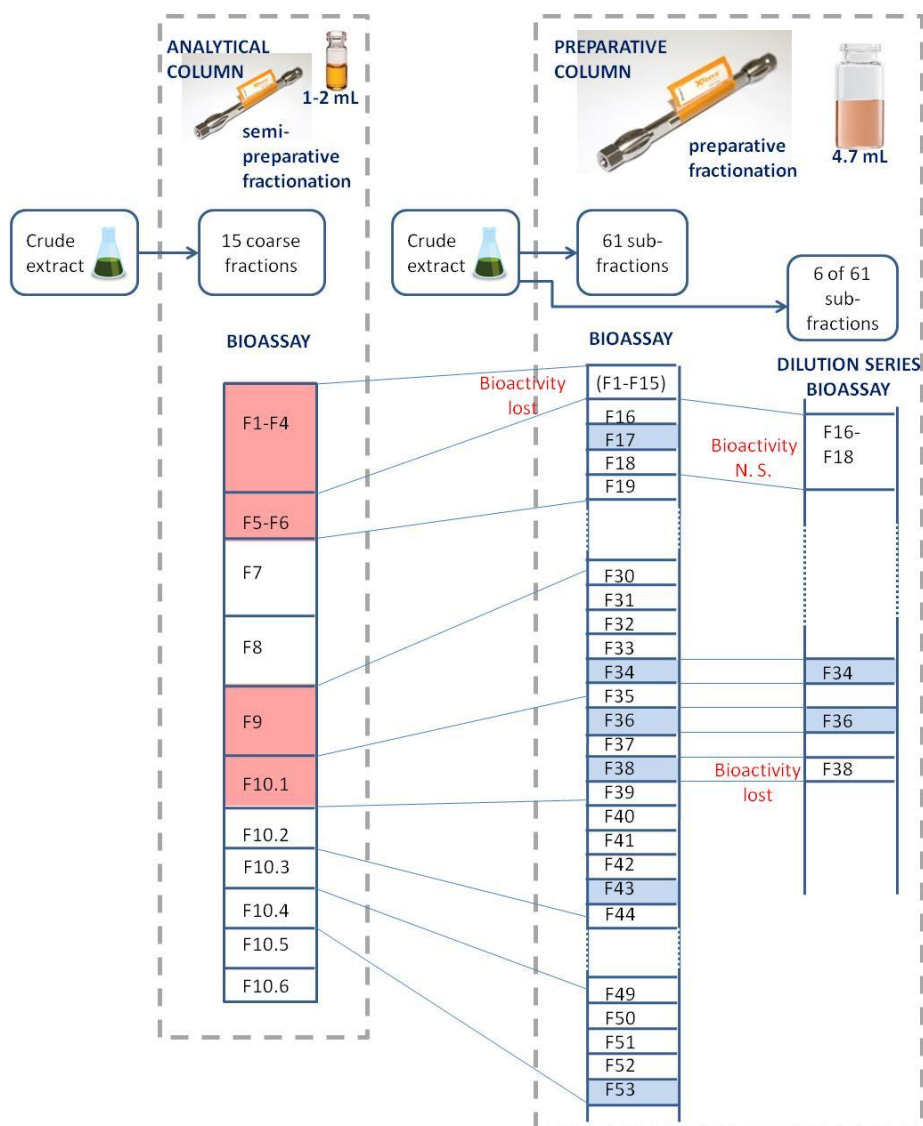 ANALYTICAL
COLUMN
1-2 mL
semi-
preparative
fractionation
PREPARATIVE
COLUMN
preparative
fractionation
4.7 mL
Crude
extract
15 coarse
fractions
Crude
extract
61 sub-
fractions
6 of 61
sub-
fractions
BIOASSAY
F1-F4
F5-F6
F7
F8
F9
F10.1
F10.2
F10.3
F10.4
F10.5
F10.6
Bioactivity
lost
BIOASSAY
(F1-F15)
F16
F17
F18
F19
F30
F31
F32
F33
F34
F35
F36
F37
F38
F39
F40
F41
F42
F43
F44
F49
F50
F51
F52
F53
Bioactivity
N. S.
Bioactivity
lost
DILUTION SERIES
BIOASSAY
F16-
F18
F34
F36
F38